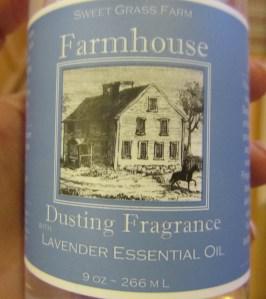 SWEET GRASS FARM
Farmhouse
Dusting Fragrance
WITH
LAVENDER ESSENTIAL OIL
9 oz ~ 266 mL